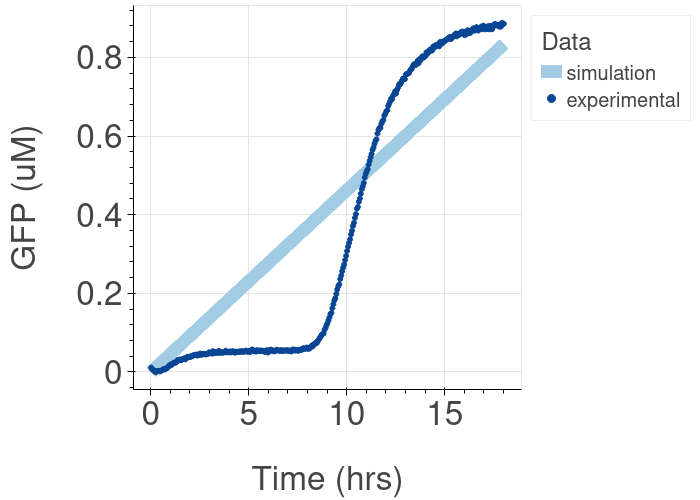 Data
simulation
experimental
GFP (uM)
0.8
0.6
0.4
0.2
0
0 5 10 15
Time (hrs)